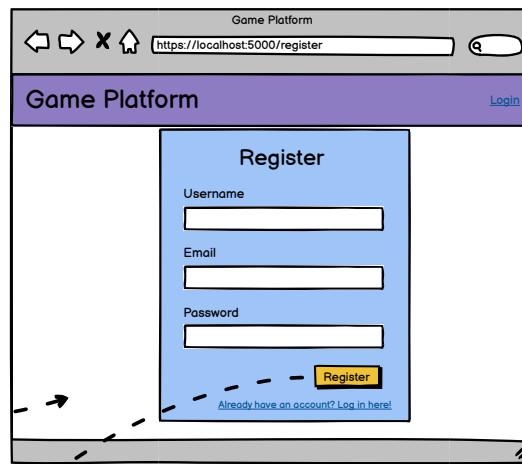 Game Platform
https://localhost:5000/register
Game Platform
Login
Register
Username
Email
Password
Register
Already have an account? Log in here!